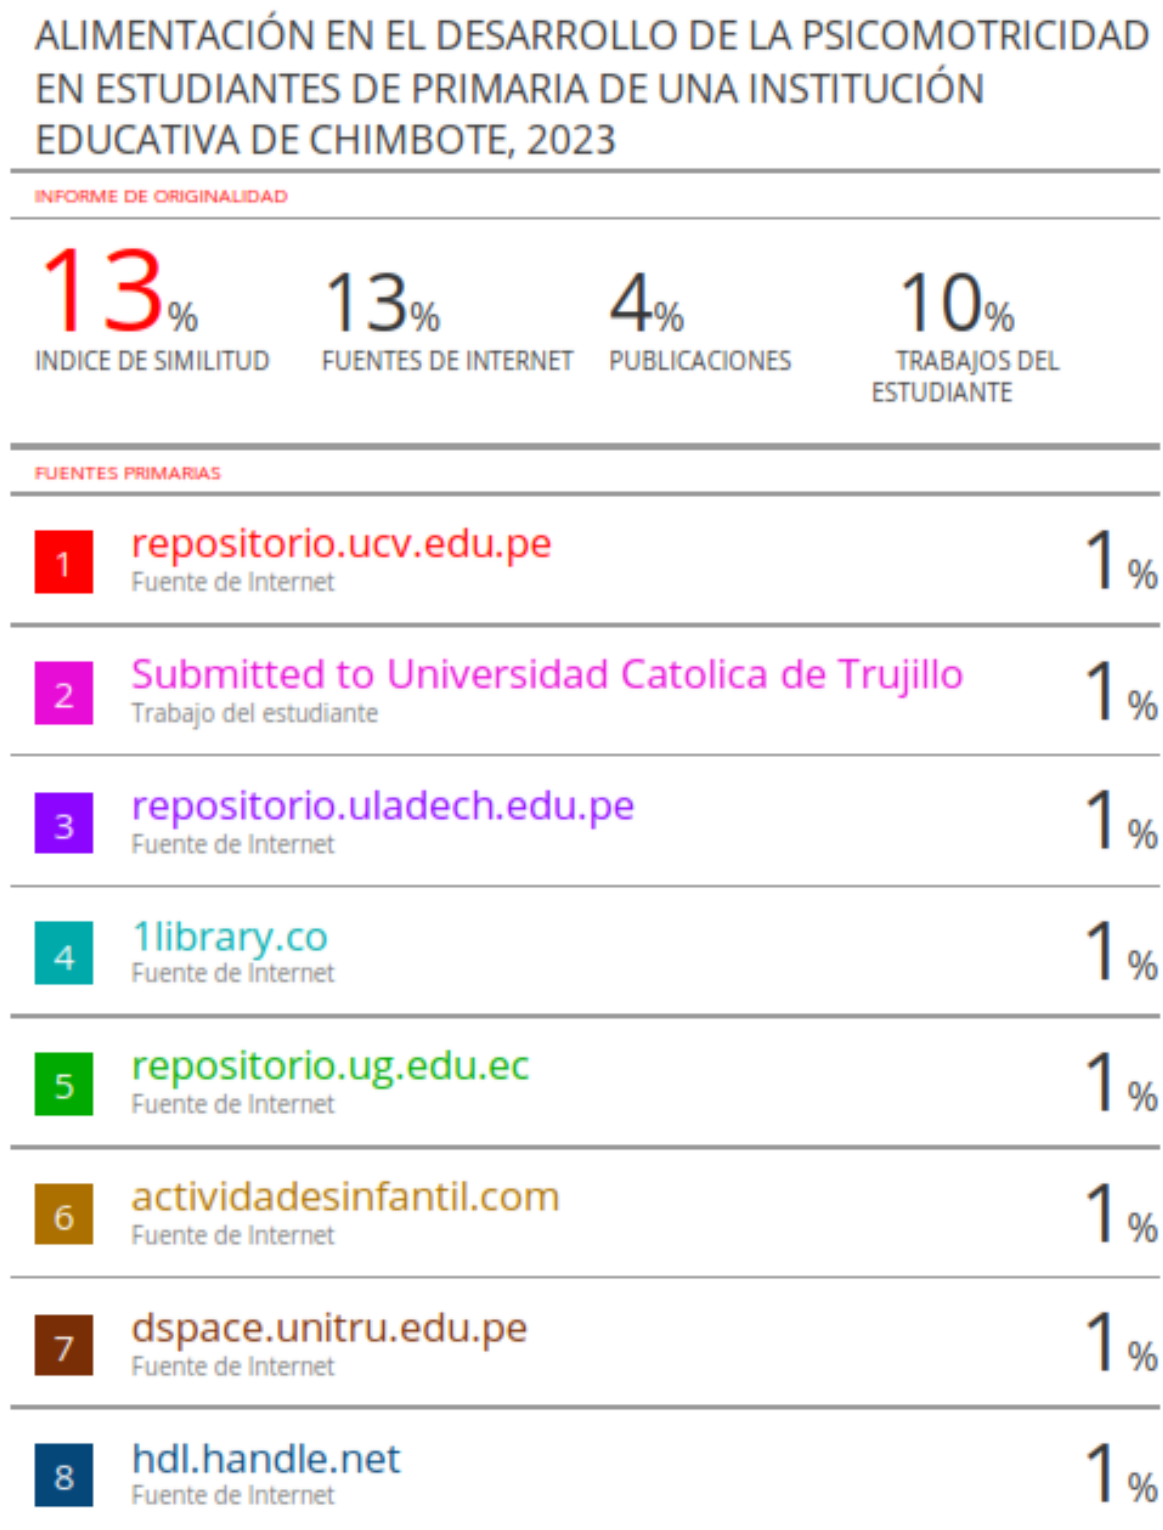 ALIMENTACIÓN EN EL DESARROLLO DE LA PSICOMOTRICIDAD
EN ESTUDIANTES DE PRIMARIA DE UNA INSTITUCIÓN
EDUCATIVA DE CHIMBOTE, 2023
INFORME DE ORIGINALIDAD
13% 13% 4% 10%
INDICE DE SIMILITUD FUENTES DE INTERNET PUBLICACIONES TRABAJOS DEL
ESTUDIANTE
FUENTES PRIMARIAS
1 repositorio.ucv.edu.pe 1%
Fuente de Internet
2 Submitted to Universidad Catolica de Trujillo 1%
Trabajo del estudiante
3 repositorio.uladech.edu.pe 1%
Fuente de Internet
4 1library.co 1%
Fuente de Internet
5 repositorio.ug.edu.ec 1%
Fuente de Internet
6 actividadesinfantil.com 1%
Fuente de Internet
7 dspace.unitru.edu.pe 1%
Fuente de Internet
8 hdl.handle.net 1%
Fuente de Internet